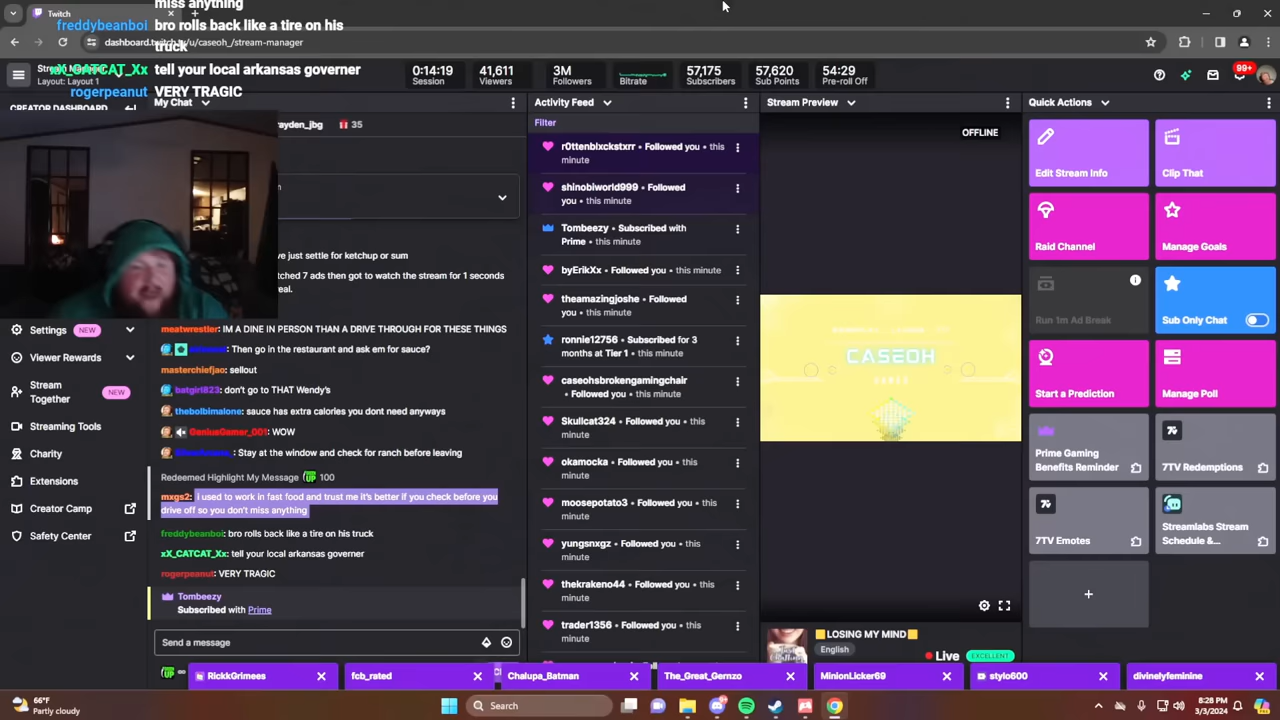 miss anything
freddybeanboi bro rolls back like a tire on his
truck
xX_CATCAT_Xx tell your local arkansas governer
rogerpeanut VERY TRAGIC
Twitch
dashboard.twitch.tv/u/caseoh_/stream-manager
Layout: Layout 1
0:14:19
Session
41,611
Viewers
3M
Followers
Bitrate
57,175
Subscribers
57,620
Sub Points
54:29
Pre-roll Off
99+
CREATOR DASHBOARD
My Chat
ayden_jbg
35
ve just settle for ketchup or sum
tched 7 ads then got to watch the stream for 1 seconds
real.
meatwrestler: IM A DINE IN PERSON THAN A DRIVE THROUGH FOR THESE THINGS
Then go in the restaurant and ask em for sauce?
masterchiefjao: sellout
batgirl823: don't go to THAT Wendy's
thebolbimalone: sauce has extra calories you dont need anyways
GeniusGamer_001: WOW
Stay at the window and check for ranch before leaving
Redeemed Highlight My Message 100
mxgs2: i used to work in fast food and trust me it's better if you check before you
drive off so you don't miss anything
freddybeanboi: bro rolls back like a tire on his truck
xX_CATCAT_Xx: tell your local arkansas governer
rogerpeanut: VERY TRAGIC
Tombeezy
Subscribed with Prime
Send a message
Settings NEW
Viewer Rewards
Stream
Together
NEW
Streaming Tools
Charity
Extensions
Creator Camp
Safety Center
Activity Feed
Filter
r0ttenblxckstxrr • Followed you • this
minute
shinobiworld999 • Followed
you • this minute
Tombeezy • Subscribed with
Prime • this minute
byErikXx • Followed you • this minute
theamazingjoshe • Followed
you • this minute
ronnie12756 • Subscribed for 3
months at Tier 1 • this minute
caseohsbrokengamingchair
• Followed you • this minute
Skullcat324 • Followed you • this
minute
okamocka • Followed you • this
minute
moosepotato3 • Followed you • this
minute
yungsnxgz • Followed you • this
minute
thekrakeno44 • Followed you • this
minute
trader1356 • Followed you • this
minute
Stream Preview
OFFLINE
CASEOH
GAMES
LOSING MY MIND
English
Live
EXCELLENT
Quick Actions
Edit Stream Info
Clip That
Raid Channel
Manage Goals
Run 1m Ad Break
Sub Only Chat
Start a Prediction
Manage Poll
Prime Gaming
Benefits Reminder
7TV Redemptions
7TV Emotes
Streamlabs Stream
Schedule &...
RickkGrimees
fcb_rated
Chalupa_Batman
The_Great_Gernzo
MinionLicker69
stylo600
divinelyfeminine
66°F
Partly cloudy
Search
8:28 PM
3/3/2024